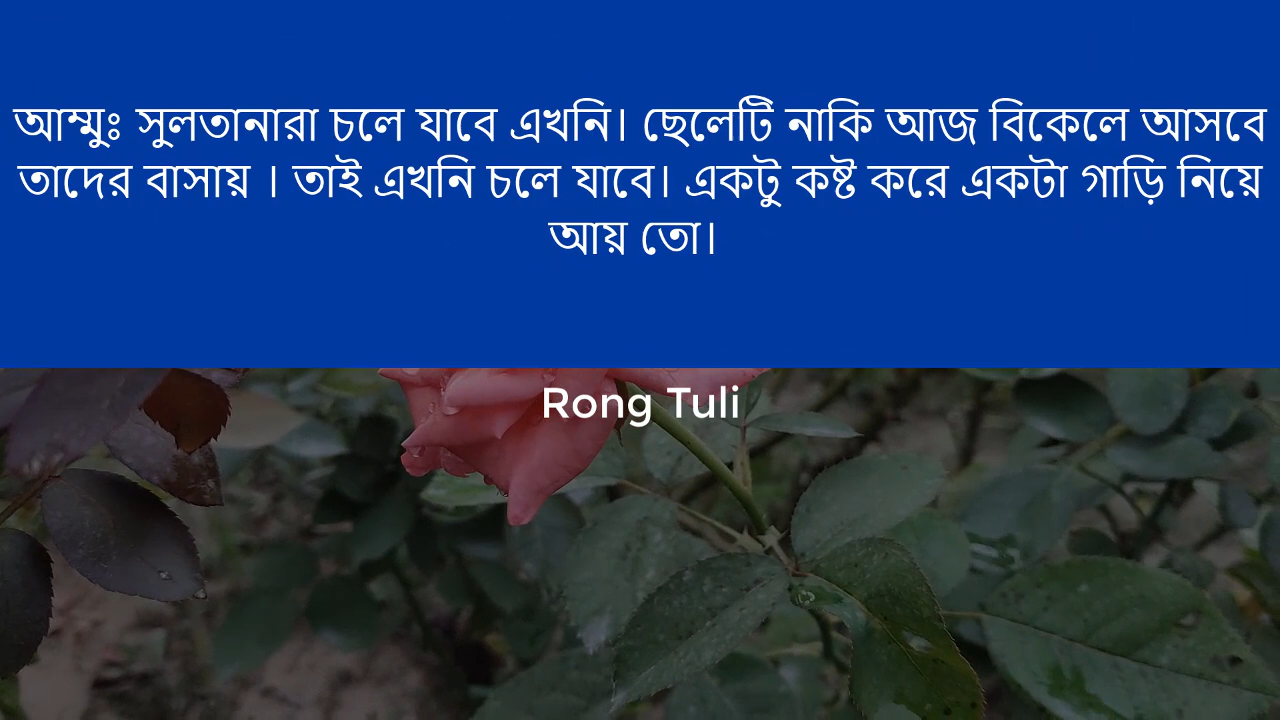 আম্মুঃ সুলতানারা চলে যাবে এখনি। ছেলেটি নাকি আজ বিকেলে আসবে
তাদের বাসায় । তাই এখনি চলে যাবে। একটু কষ্ট করে একটা গাড়ি নিয়ে
আয় তো।
Rong Tuli